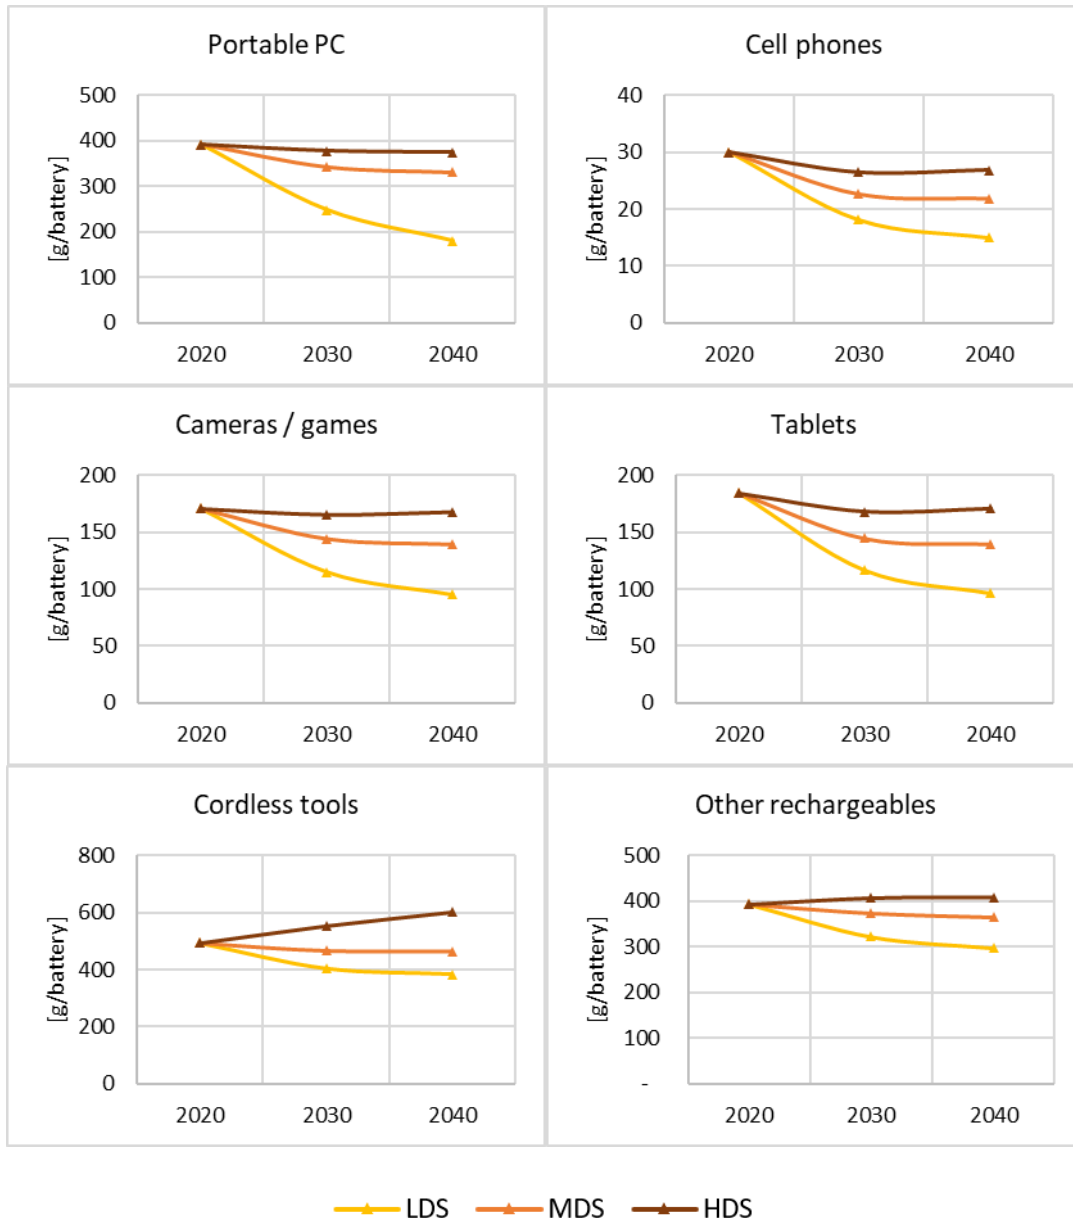 Portable PC
[g/battery]
500
400
300
200
100
0
2020 2030 2040
Cell phones
[g/battery]
40
30
20
10
0
2020 2030 2040
Cameras / games
[g/battery]
200
150
100
50
0
2020 2030 2040
Tablets
[g/battery]
200
150
100
50
0
2020 2030 2040
Cordless tools
[g/battery]
800
600
400
200
0
2020 2030 2040
Other rechargeables
[g/battery]
500
400
300
200
100
-
2020 2030 2040
LDS MDS HDS